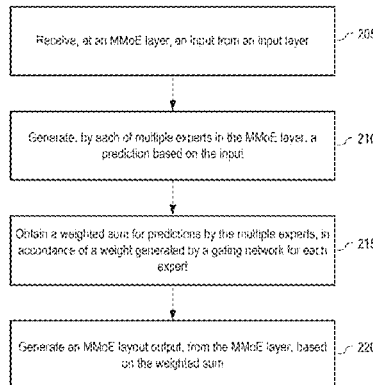 Receive, at an MMoE layer, an input from an input layer
205
Generate, by each of multiple experts in the MMoE layer, a
prediction based on the input
210
Obtain a weighted sum for predictions by the multiple experts, in
accordance of a weight generated by a gating network for each
expert
215
Generate an MMoE layout output, from the MMoE layer, based
on the weighted sum
220